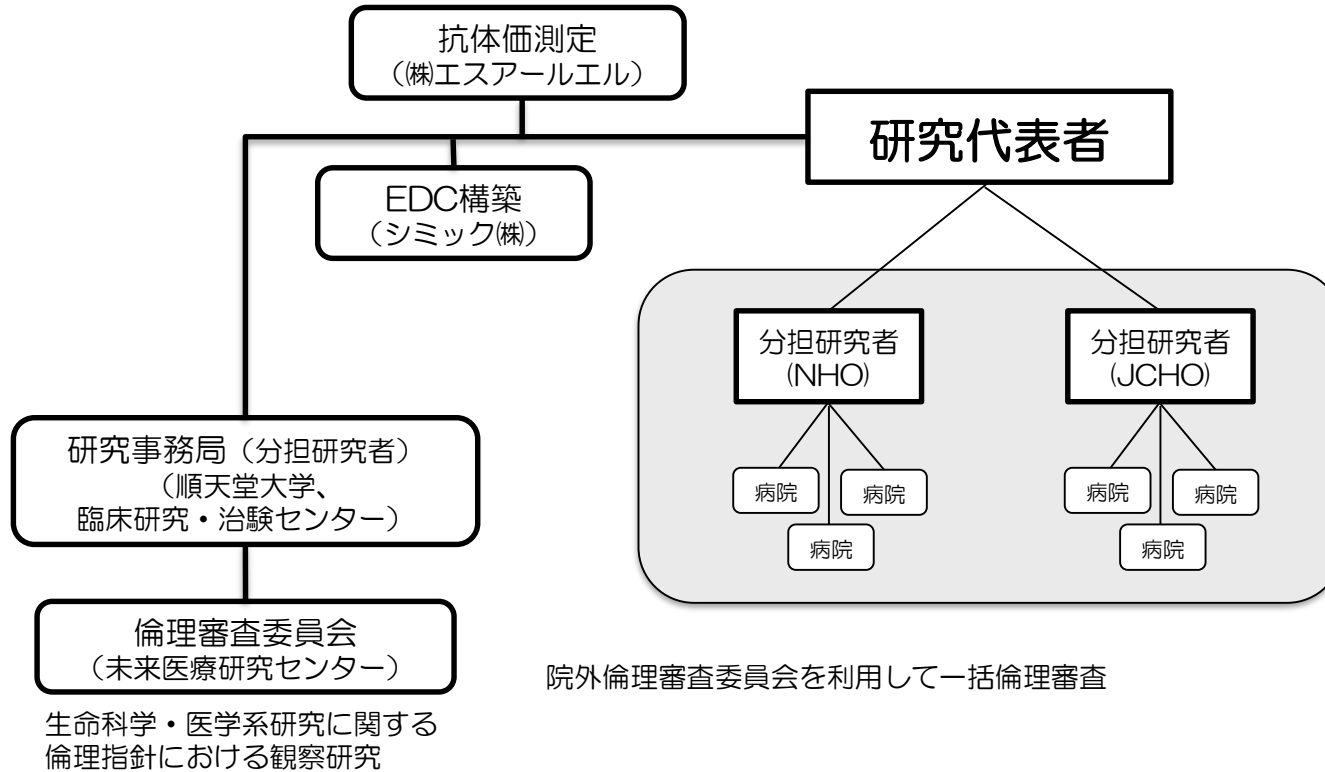 抗体価測定
（㈱エスアールエル）
研究代表者
EDC構築
（シミック㈱）
分担研究者
(NHO)
分担研究者
(JCHO)
病院
病院
病院
病院
病院
病院
研究事務局（分担研究者）
（順天堂大学、
臨床研究・治験センター）
倫理審査委員会
（未来医療研究センター）
院外倫理審査委員会を利用して一括倫理審査
生命科学・医学系研究に関する
倫理指針における観察研究